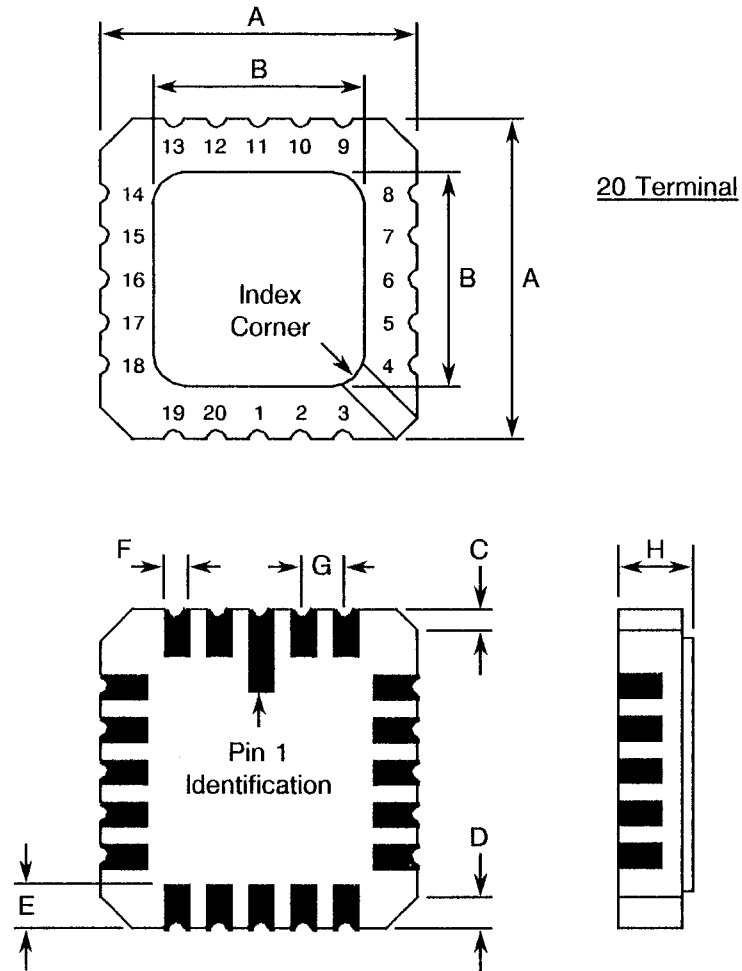 A
B
13 12 11 10 9
20 Terminal
14 8
15 7
B A
16 6
Index
Corner
17 5
18 4
19 20 1 2 3
F G C H
Pin 1
Identification
D
E